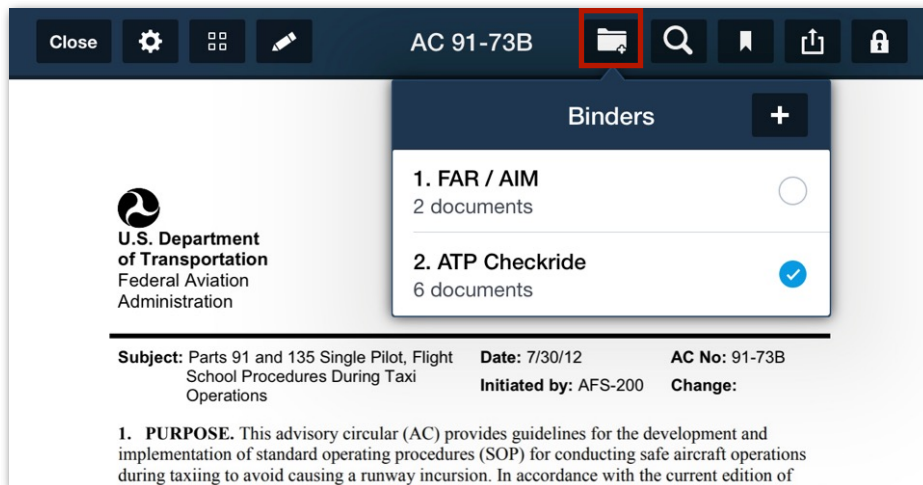 Close
AC 91-73B
Binders
1. FAR / AIM
2 documents
2. ATP Checkride
6 documents
U.S. Department
of Transportation
Federal Aviation
Administration
Subject: Parts 91 and 135 Single Pilot, Flight
School Procedures During Taxi
Operations
Date: 7/30/12
Initiated by: AFS-200
AC No: 91-73B
Change:
1. PURPOSE. This advisory circular (AC) provides guidelines for the development and
implementation of standard operating procedures (SOP) for conducting safe aircraft operations
during taxiing to avoid causing a runway incursion. In accordance with the current edition of